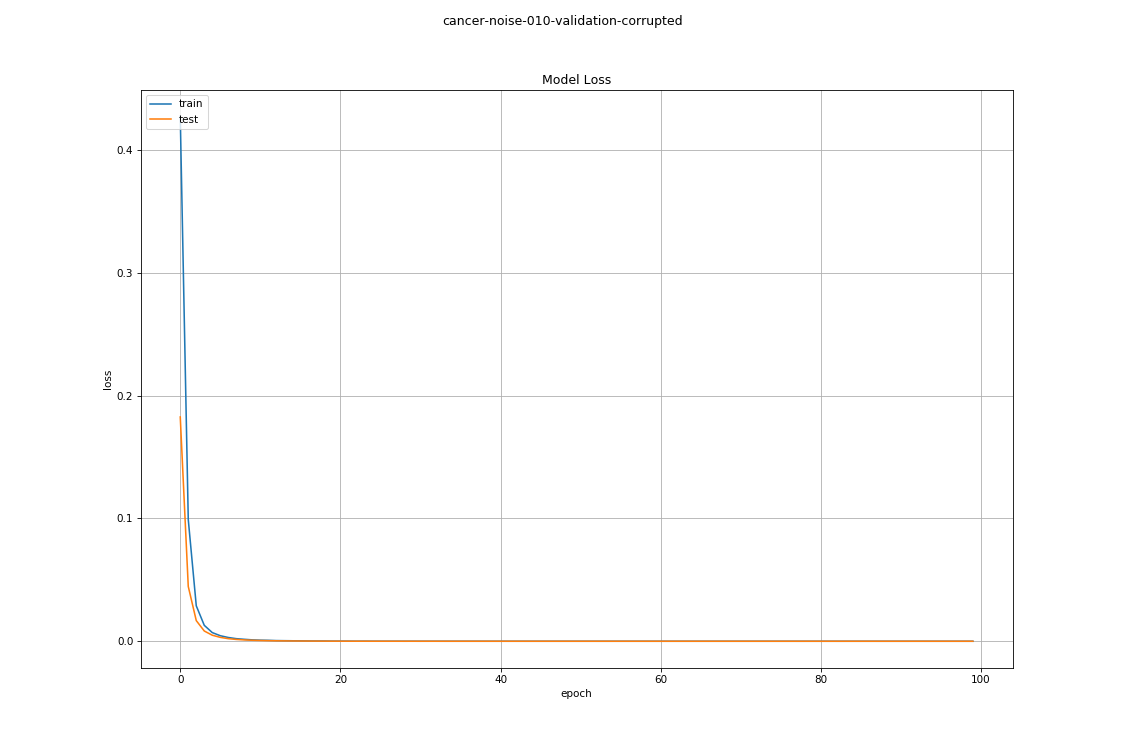 cancer-noise-010-validation-corrupted
Model Loss
train
test
0.4
0.3
0.2
0.1
0.0
loss
0 20 40 60 80 100
epoch